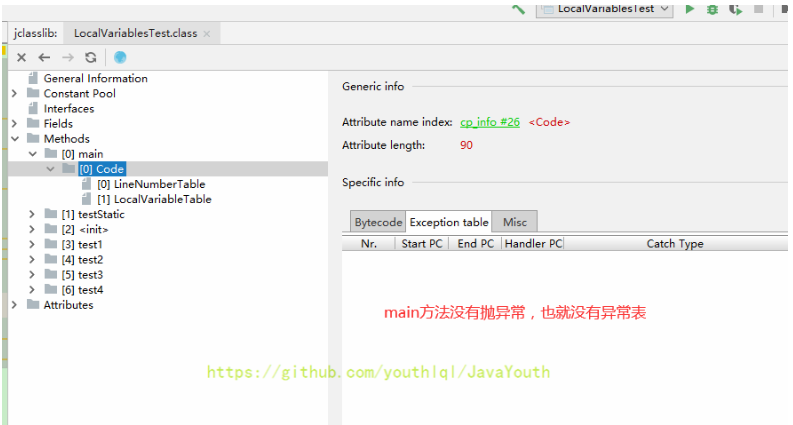 LocalVariablesTest
jclasslib: LocalVariablesTest.class
General Information
Constant Pool
Interfaces
Fields
Methods
[0] main
[0] Code
[0] LineNumberTable
[1] LocalVariableTable
[1] testStatic
[2] <init>
[3] test1
[4] test2
[5] test3
[6] test4
Attributes
Generic info
Attribute name index: cp_info #26 <Code>
Attribute length: 90
Specific info
Bytecode Exception table Misc
Nr. Start PC End PC Handler PC Catch Type
main方法没有抛异常，也就没有异常表
https://github.com/youthlql/JavaYouth